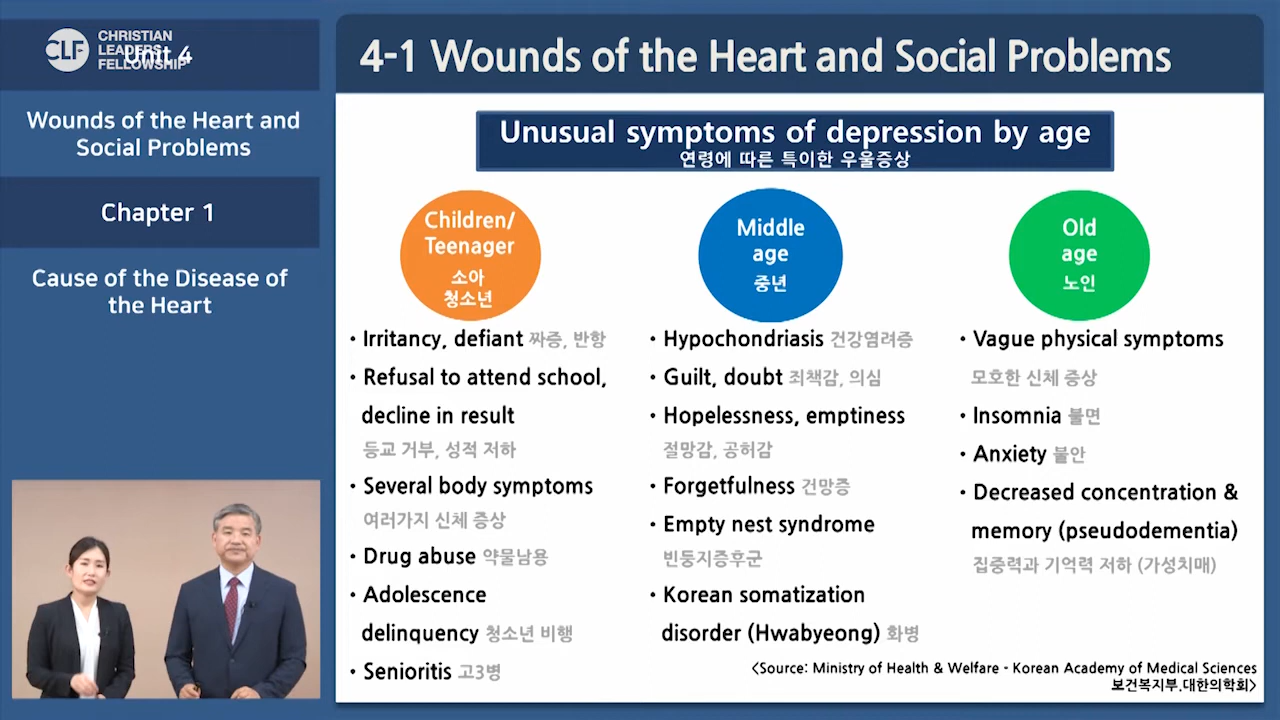 CLF CHRISTIAN
LEADERS
FELLOWSHIP
Unit 4
Wounds of the Heart and
Social Problems
Chapter 1
Cause of the Disease of
the Heart
4-1 Wounds of the Heart and Social Problems
Unusual symptoms of depression by age
연령에 따른 특이한 우울증상
Children/
Teenager
소아
청소년
• Irritancy, defiant 짜증, 반항
• Refusal to attend school,
decline in result
등교 거부, 성적 저하
• Several body symptoms
여러가지 신체 증상
• Drug abuse 약물남용
• Adolescence
delinquency 청소년 비행
• Senioritis 고3병
Middle
age
중년
• Hypochondriasis 건강염려증
• Guilt, doubt 죄책감, 의심
• Hopelessness, emptiness
절망감, 공허감
• Forgetfulness 건망증
• Empty nest syndrome
빈둥지증후군
• Korean somatization
disorder (Hwabyeong) 화병
Old
age
노인
• Vague physical symptoms
모호한 신체 증상
• Insomnia 불면
• Anxiety 불안
• Decreased concentration &
memory (pseudodementia)
집중력과 기억력 저하 (가성치매)
<Source: Ministry of Health & Welfare - Korean Academy of Medical Sciences
보건복지부.대한의학회>